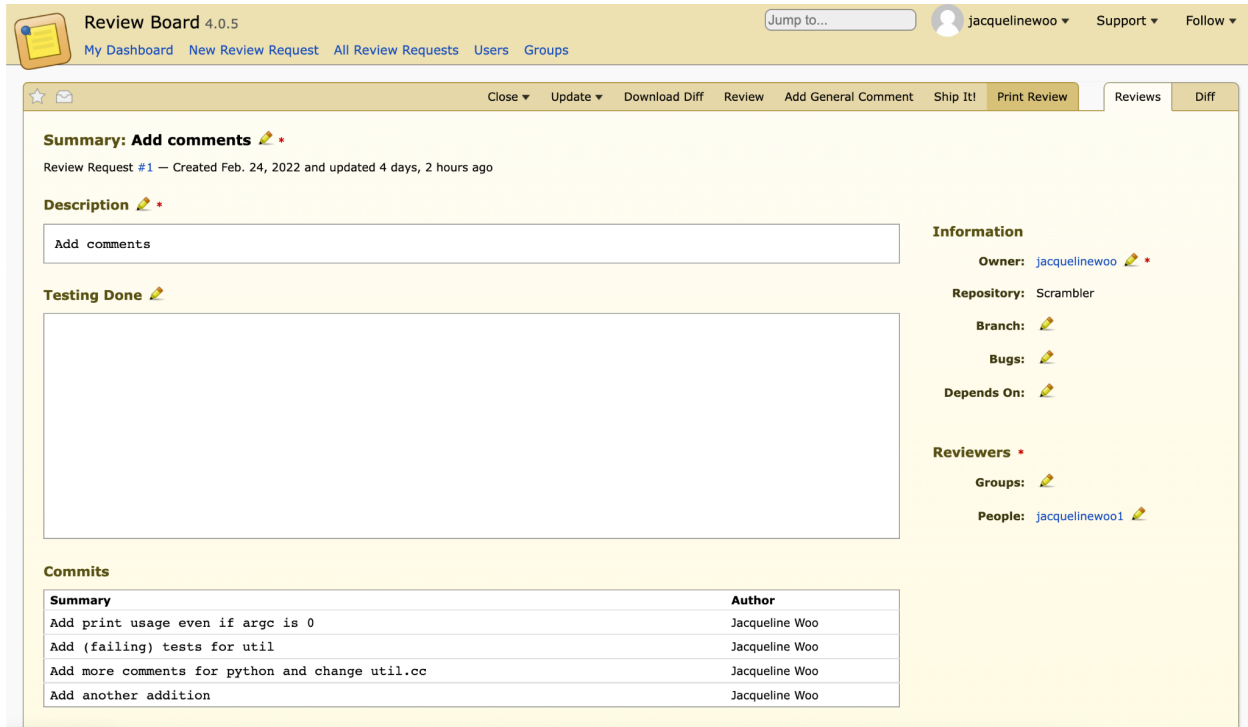 Review Board 4.0.5
Jump to...
jacquelinewoo ▾ Support ▾ Follow ▾
My Dashboard New Review Request All Review Requests Users Groups
Close ▾ Update ▾ Download Diff Review Add General Comment Ship It! Print Review Reviews Diff
Summary: Add comments *
Review Request #1 — Created Feb. 24, 2022 and updated 4 days, 2 hours ago
Description *
Add comments
Testing Done
Information
Owner: jacquelinewoo *
Repository: Scrambler
Branch:
Bugs:
Depends On:
Reviewers *
Groups:
People: jacquelinewoo1
Commits
Summary Author
Add print usage even if argc is 0 Jacqueline Woo
Add (failing) tests for util Jacqueline Woo
Add more comments for python and change util.cc Jacqueline Woo
Add another addition Jacqueline Woo